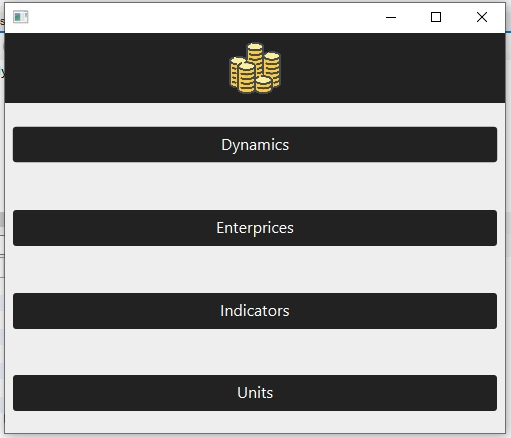 Dynamics
Enterprices
Indicators
Units